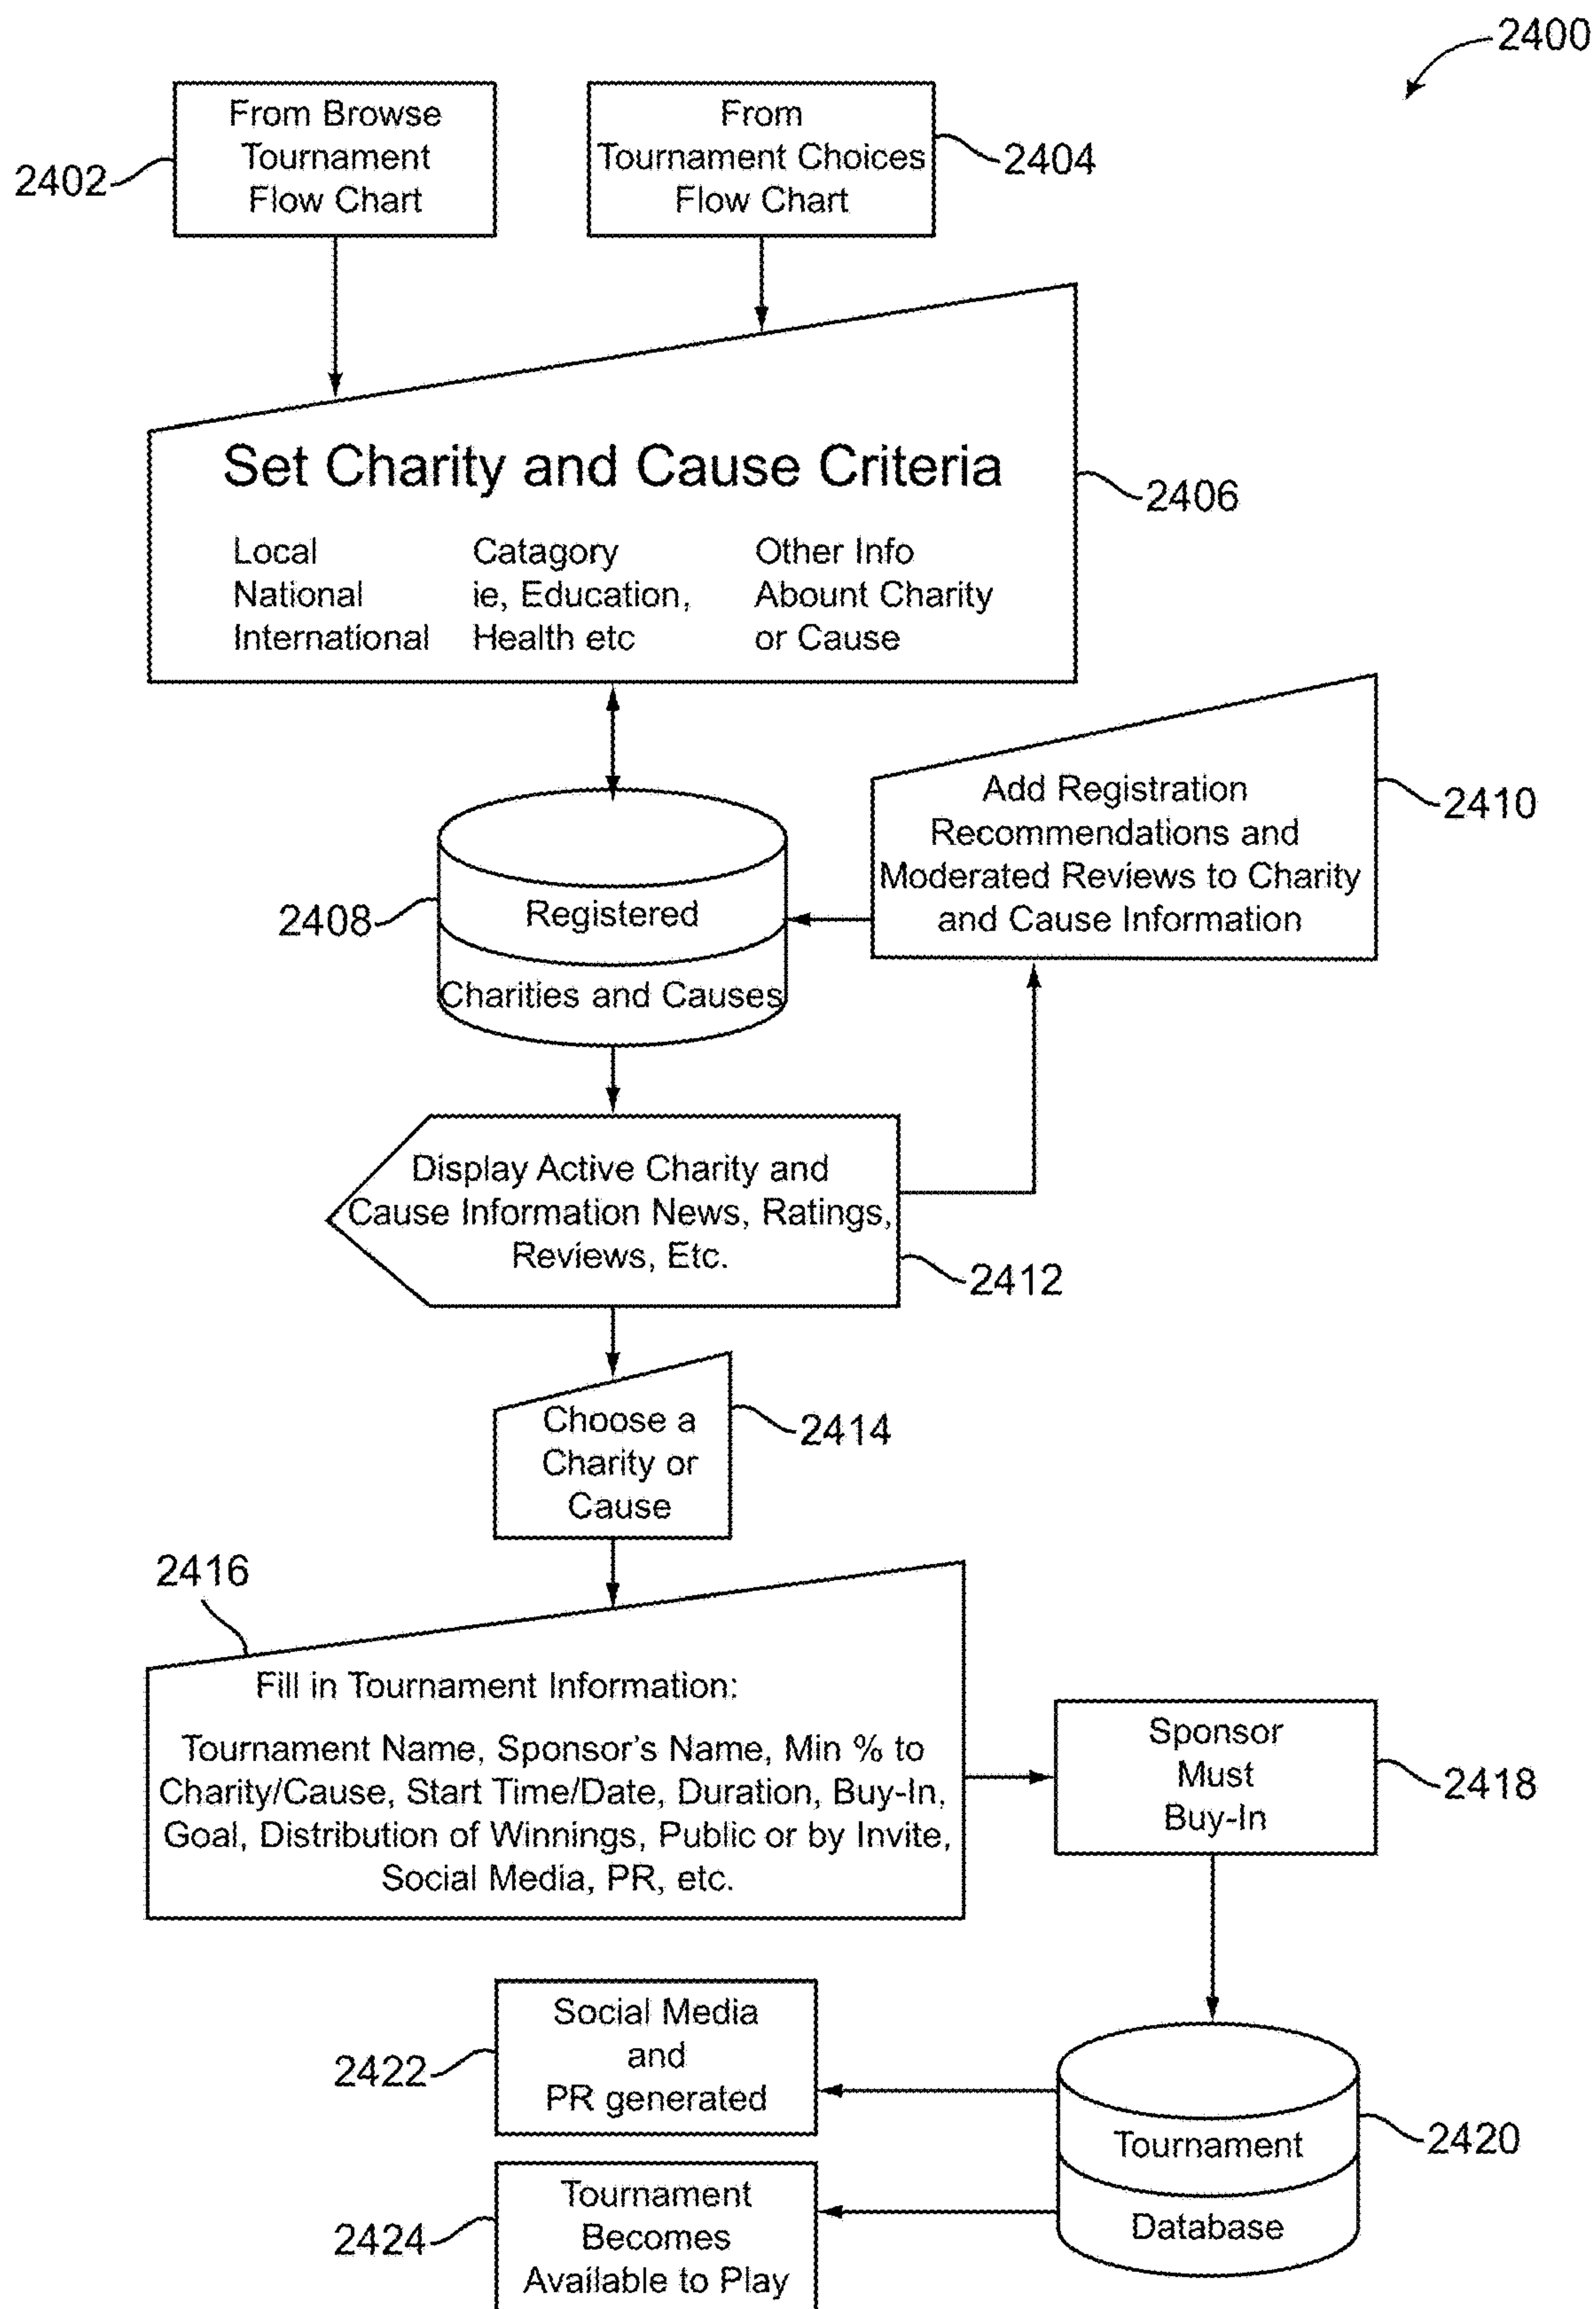 2400
From Browse
Tournament
Flow Chart
2402
From
Tournament Choices
Flow Chart
2404
Set Charity and Cause Criteria
Local
National
International
Catagory
ie, Education,
Health etc
Other Info
Abount Charity
or Cause
2406
Add Registration
Recommendations and
Moderated Reviews to Charity
and Cause Information
2410
2408
Registered
Charities and Causes
Display Active Charity and
Cause Information News, Ratings,
Reviews, Etc.
2412
Choose a
Charity or
Cause
2414
2416
Fill in Tournament Information:
Tournament Name, Sponsor's Name, Min % to
Charity/Cause, Start Time/Date, Duration, Buy-In,
Goal, Distribution of Winnings, Public or by Invite,
Social Media, PR, etc.
Sponsor
Must
Buy-In
2418
Social Media
and
PR generated
2422
Tournament
Database
2420
Tournament
Becomes
Available to Play
2424